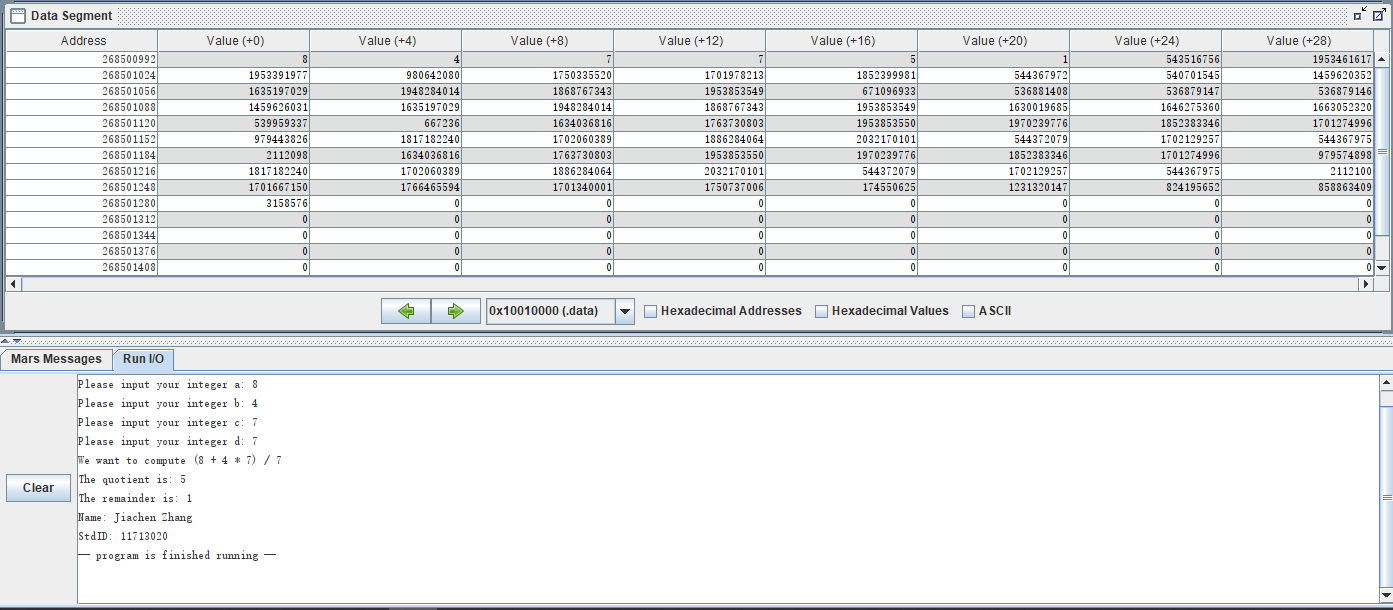 Data Segment
Address Value (+0) Value (+4) Value (+8) Value (+12) Value (+16) Value (+20) Value (+24) Value (+28)
268500992 8 4 7 7 5 1 543516756 1953461617
268501024 1953391977 980642080 1750335520 1701978213 1852399981 544367972 540701545 1459620352
268501056 1635197029 1948284014 1868767343 1953853549 671096933 536881408 536879147 536879146
268501088 1459626031 1635197029 1948284014 1868767343 1953853549 1630019685 1646275360 1663052320
268501120 539959337 667236 1634036816 1763730803 1953853550 1970239776 1852383346 1701274996
268501152 979443826 1817182240 1702060389 1886284064 2032170101 544372079 1702129257 544367975
268501184 2112098 1634036816 1763730803 1953853550 1970239776 1852383346 1701274996 979574898
268501216 1817182240 1702060389 1886284064 2032170101 544372079 1702129257 544367975 2112100
268501248 1701667150 1766465594 1701340001 1750737006 174550625 1231320147 824195652 858863409
268501280 3158576 0 0 0 0 0 0 0
268501312 0 0 0 0 0 0 0 0
268501344 0 0 0 0 0 0 0 0
268501376 0 0 0 0 0 0 0 0
268501408 0 0 0 0 0 0 0 0
0x10010000 (.data) Hexadecimal Addresses Hexadecimal Values ASCII
Mars Messages Run I/O
Please input your integer a: 8
Please input your integer b: 4
Please input your integer c: 7
Please input your integer d: 7
We want to compute (8 + 4 * 7) / 7
The quotient is: 5
Clear
The remainder is: 1
Name: Jiachen Zhang
StdID: 11713020
— program is finished running —